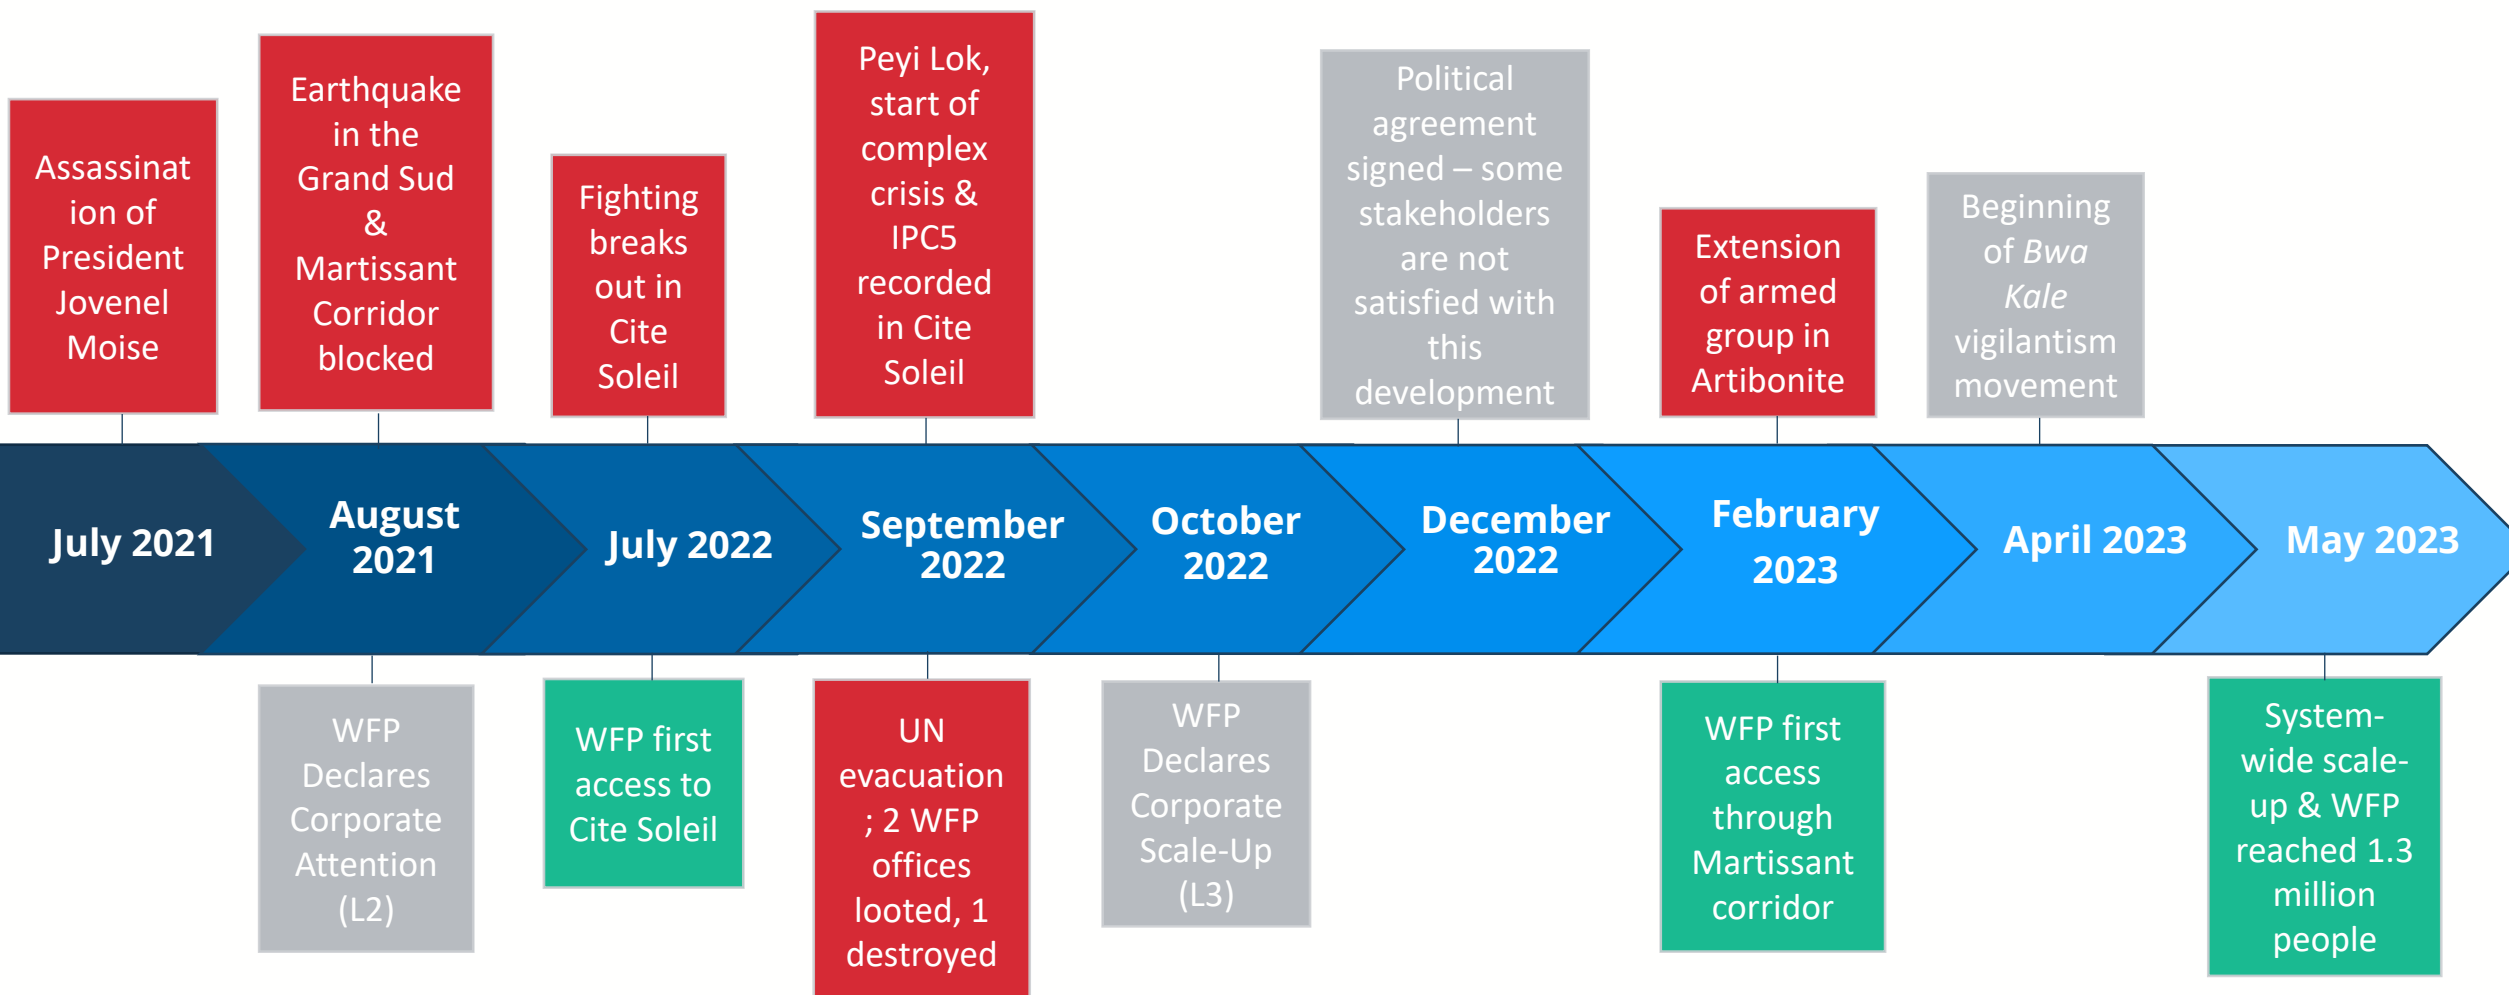 Assassinat
ion of
President
Jovenel
Moise
Earthquake
in the
Grand Sud
&
Martissant
Corridor
blocked
Fighting
breaks
out in
Cite
Soleil
Peyi Lok,
start of
complex
crisis &
IPC5
recorded
in Cite
Soleil
Political
agreement
signed – some
stakeholders
are not
satisfied with
this
development
Extension
of armed
group in
Artibonite
Beginning
of Bwa
Kale
vigilantism
movement
July 2021
August
2021
July 2022
September
2022
October
2022
December
2022
February
2023
April 2023
May 2023
WFP
Declares
Corporate
Attention
(L2)
WFP first
access to
Cite Soleil
UN
evacuation
; 2 WFP
offices
looted, 1
destroyed
WFP
Declares
Corporate
Scale-Up
(L3)
WFP first
access
through
Martissant
corridor
System-
wide scale-
up & WFP
reached 1.3
million
people